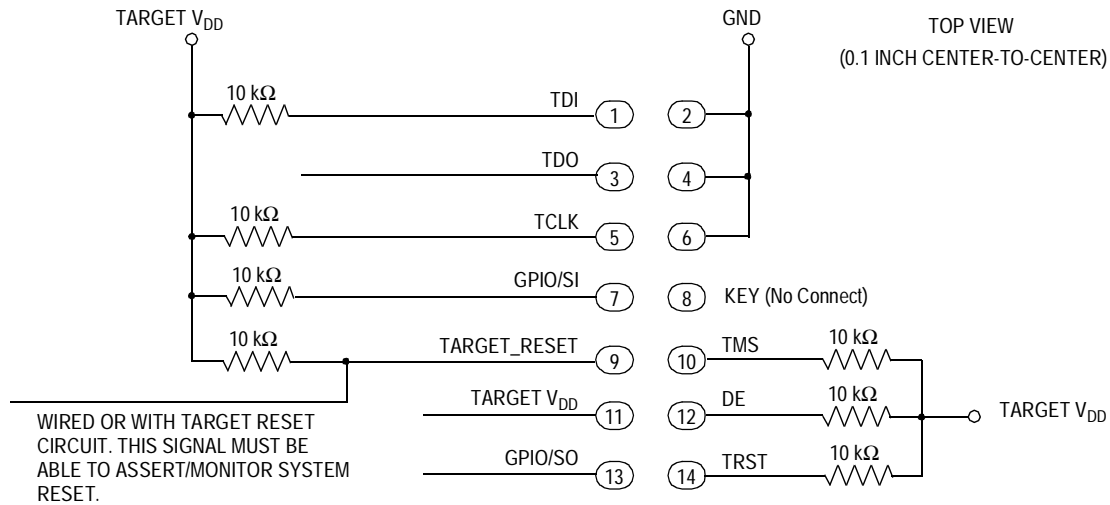 TARGET VDD
GND
TOP VIEW
(0.1 INCH CENTER-TO-CENTER)
10 kΩ
TDI
1
2
TDO
3
4
10 kΩ
TCLK
5
6
10 kΩ
GPIO/SI
7
8
KEY (No Connect)
10 kΩ
TARGET_RESET
9
10
TMS
10 kΩ
WIRED OR WITH TARGET RESET
CIRCUIT. THIS SIGNAL MUST BE
ABLE TO ASSERT/MONITOR SYSTEM
RESET.
TARGET VDD
11
12
DE
10 kΩ
TARGET VDD
GPIO/SO
13
14
TRST
10 kΩ